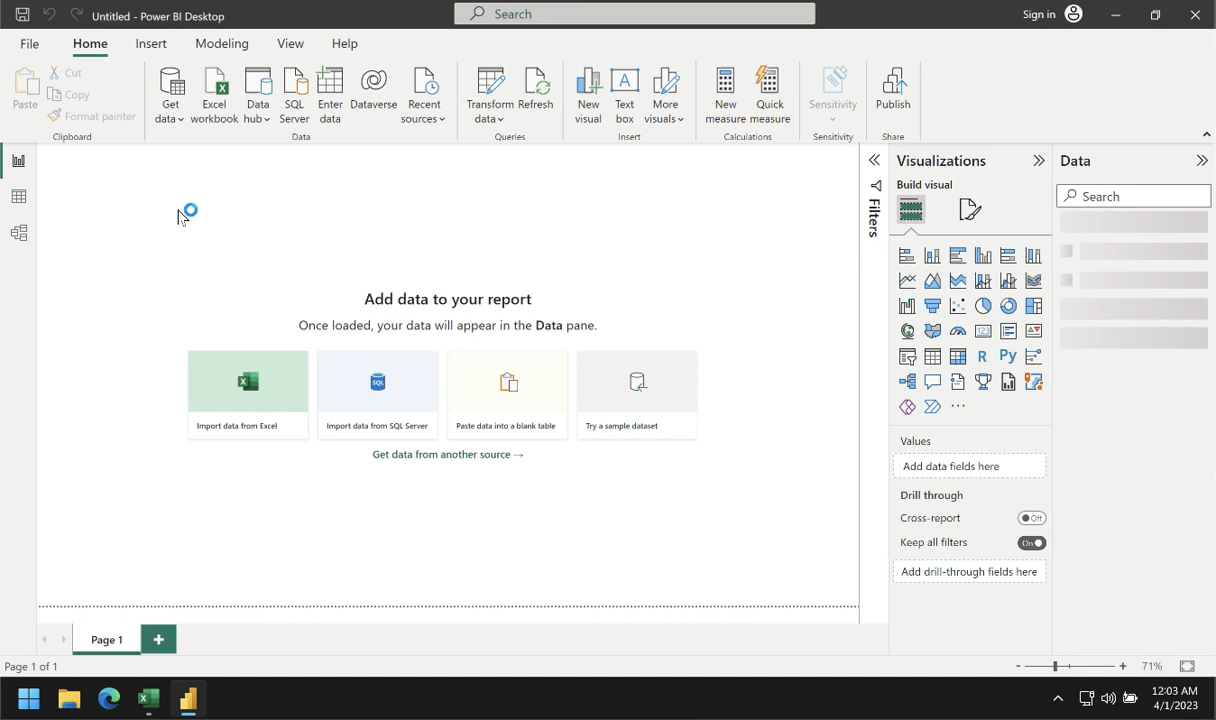 Untitled - Power BI Desktop
Search
Sign in
File Home Insert Modeling View Help
Paste
Cut
Copy
Format painter
Clipboard
Get data
Excel workbook
Data hub
SQL Server
Enter data
Dataverse
Recent sources
Data
Transform data
Refresh
Queries
New visual
Text box
More visuals
Insert
New measure
Quick measure
Calculations
Sensitivity
Sensitivity
Publish
Share
Add data to your report
Once loaded, your data will appear in the Data pane.
SQL
Import data from Excel
Import data from SQL Server
Paste data into a blank table
Try a sample dataset
Get data from another source →
Filters
Visualizations
Build visual
123
R
Py
Values
Add data fields here
Drill through
Cross-report
Off
Keep all filters
On
Add drill-through fields here
Data
Search
Page 1
Page 1 of 1
- + 71%
12:03 AM
4/1/2023